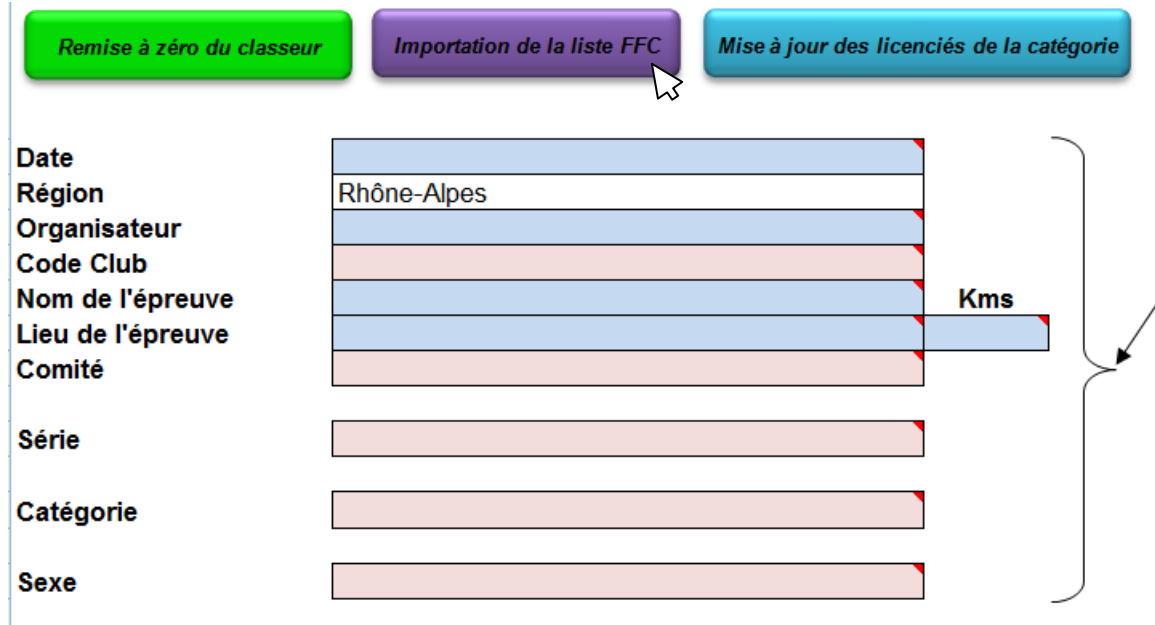 Remise à zéro du classeur
Importation de la liste FFC
Mise à jour des licenciés de la catégorie
Date
Région Rhône-Alpes
Organisateur
Code Club
Nom de l'épreuve Kms
Lieu de l'épreuve
Comité
Série
Catégorie
Sexe